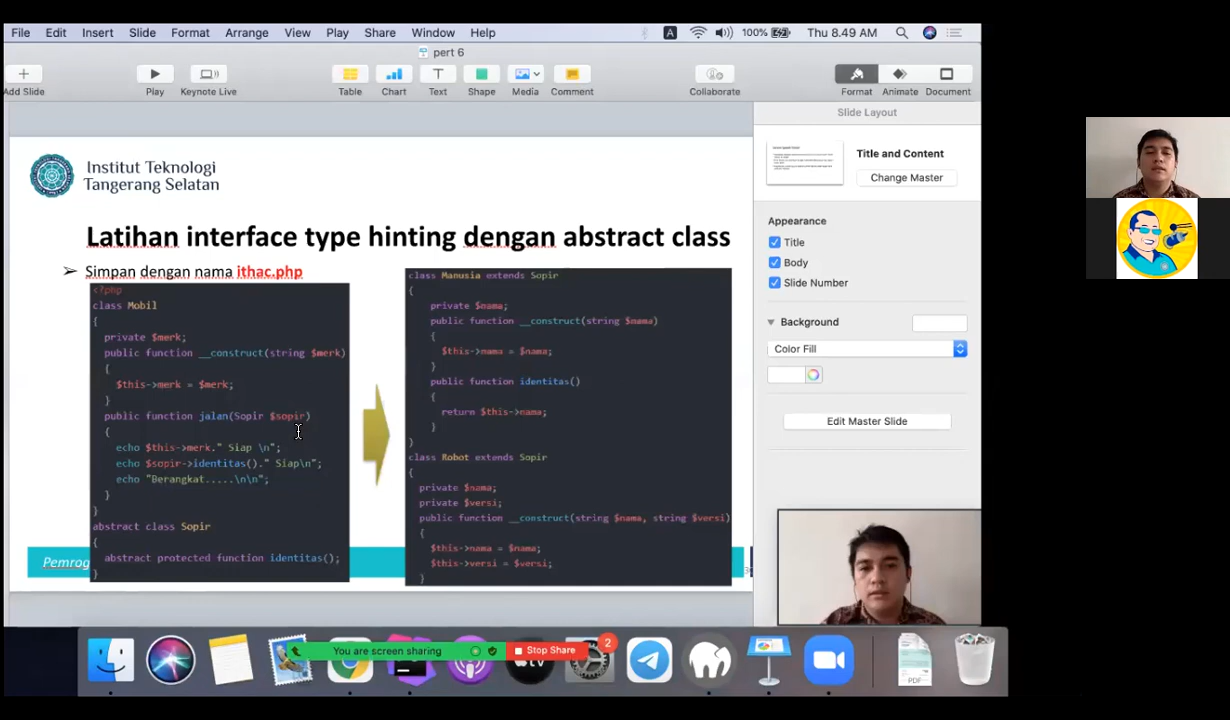 File Edit Insert Slide Format Arrange View Play Share Window Help
A 100% Thu 8.49 AM
part 6
Add Slide Play Keynote Live Table Chart Text Shape Media Comment Collaborate Format Animate Document
Slide Layout
Title and Content
Change Master
Appearance
Title
Body
Slide Number
Background
Color Fill
Edit Master Slide
Institut Teknologi
Tangerang Selatan
Latihan interface type hinting dengan abstract class
➢ Simpan dengan nama ithac.php
<?php
class Mobil
{
private $merk;
public function __construct(string $merk)
{
$this->merk = $merk;
}
public function jalan(Sopir $sopir)
{
echo $this->merk." Siap \n";
echo $sopir->identitas()." Siap\n";
echo "Berangkat.....\n\n";
}
}
abstract class Sopir
{
abstract protected function identitas();
}
class Manusia extends Sopir
{
private $nama;
public function __construct(string $nama)
{
$this->nama = $nama;
}
public function identitas()
{
return $this->nama;
}
}
class Robot extends Sopir
{
private $nama;
private $versi;
public function __construct(string $nama, string $versi)
{
$this->nama = $nama;
$this->versi = $versi;
}
Pemrog
You are screen sharing
Stop Share
2
tv
PDF